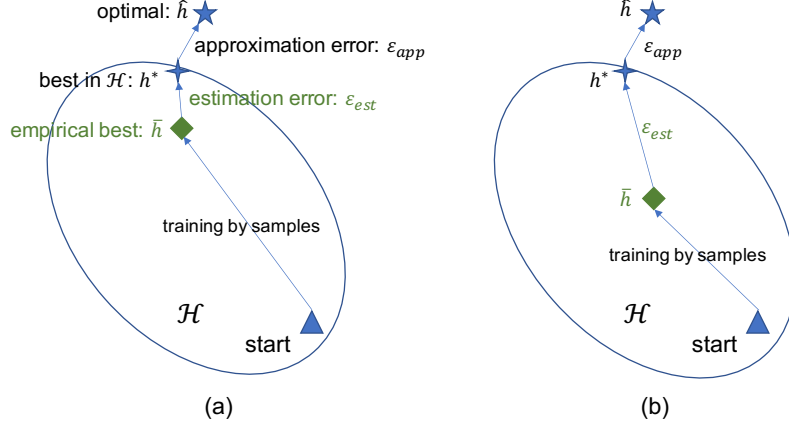 optimal: ĥ
approximation error: ε_app
best in ℋ: h*
estimation error: ε_est
empirical best: h̄
training by samples
ℋ
start
(a)
ĥ
ε_app
h*
ε_est
h̄
training by samples
ℋ
start
(b)